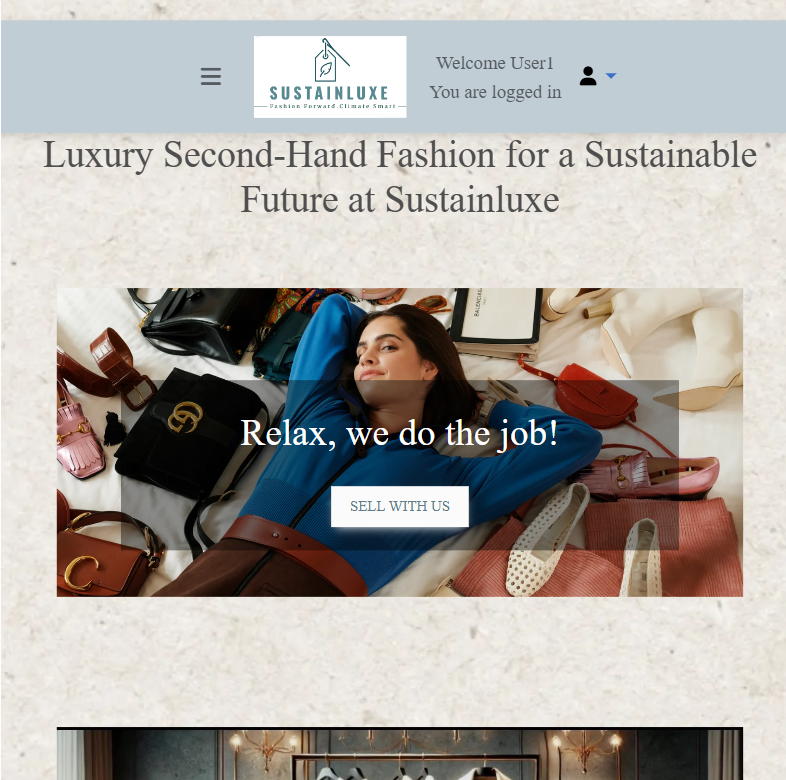 SUSTAINLUXE
Fashion Forward.Climate Smart
Welcome User1
You are logged in
Luxury Second-Hand Fashion for a Sustainable
Future at Sustainluxe
BALENCIAGA
Relax, we do the job!
SELL WITH US